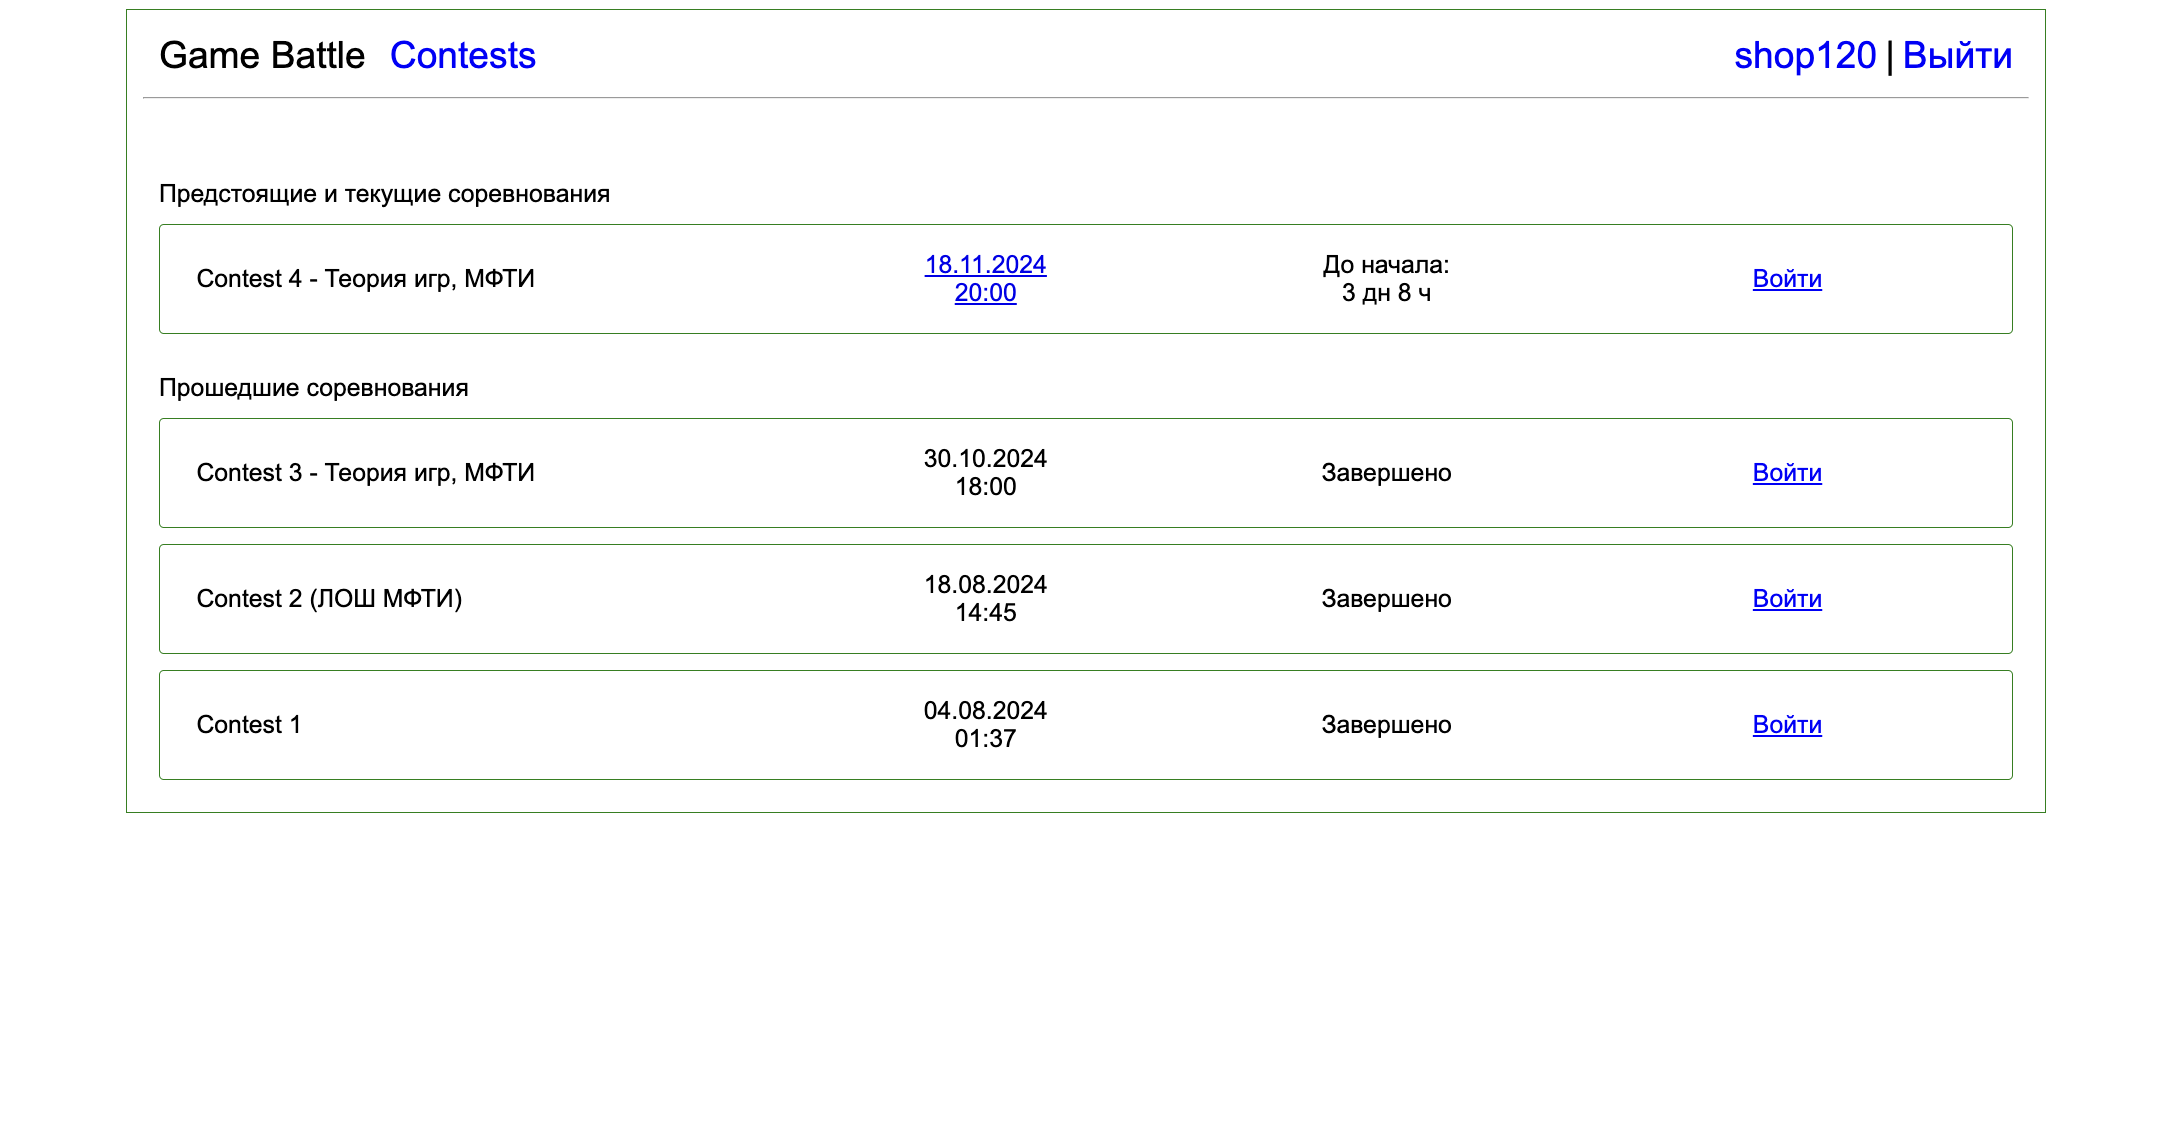 Game Battle Contests shop120 | Выйти
Предстоящие и текущие соревнования
Contest 4 - Теория игр, МФТИ
18.11.2024
20:00
До начала:
3 дн 8 ч
Войти
Прошедшие соревнования
Contest 3 - Теория игр, МФТИ
30.10.2024
18:00
Завершено
Войти
Contest 2 (ЛОШ МФТИ)
18.08.2024
14:45
Завершено
Войти
Contest 1
04.08.2024
01:37
Завершено
Войти